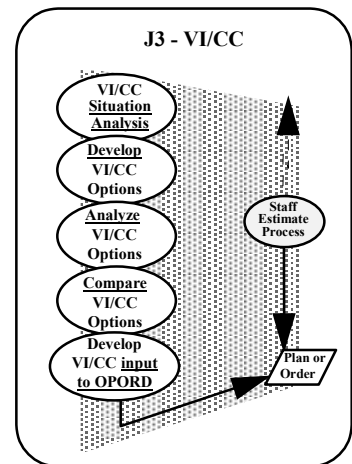 J3 - VI/CC
VI/CC
Situation
Analysis
Develop
VI/CC
Options
Analyze
VI/CC
Options
Compare
VI/CC
Options
Develop
VI/CC input
to OPORD
Staff
Estimate
Process
Plan or
Order